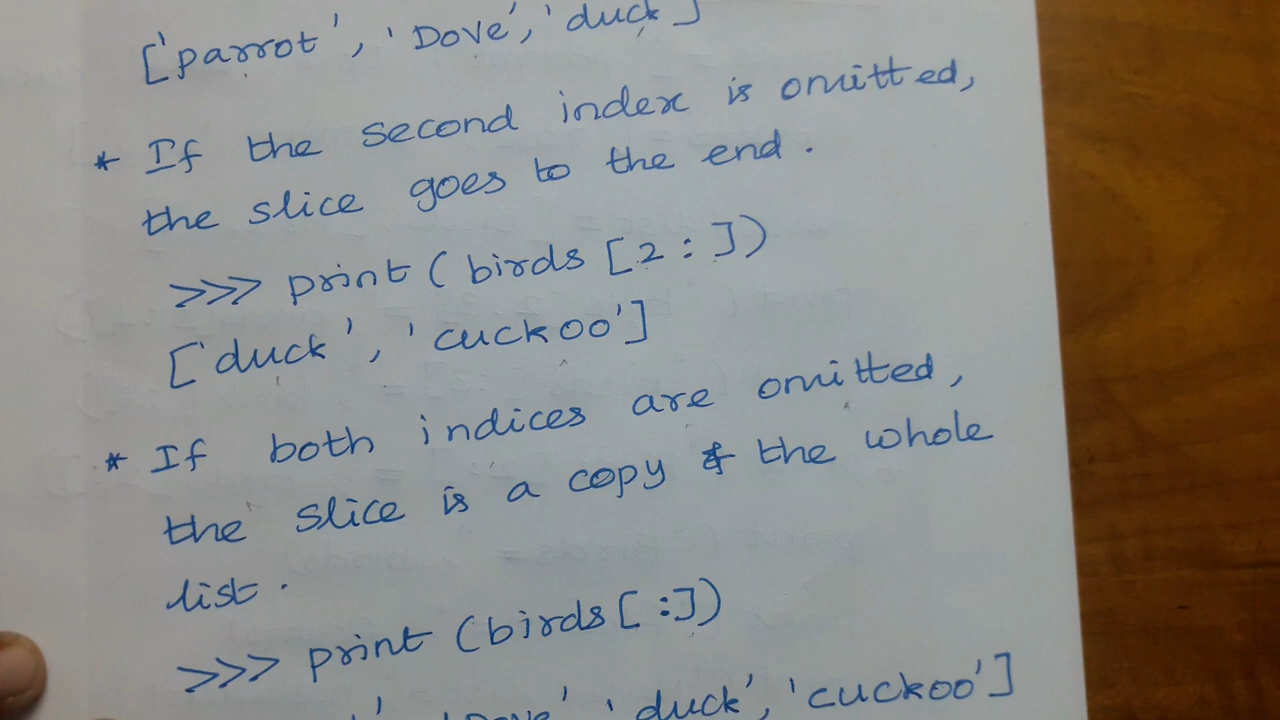 ['parrot', 'Dove', 'duck]
* If the second index is omitted,
the slice goes to the end.
>>> print (birds [2:])
['duck', 'cuckoo']
* If both indices are omitted,
the slice is a copy & the whole
list.
>>> print (birds [:])
', 'Dove', 'duck', 'cuckoo']